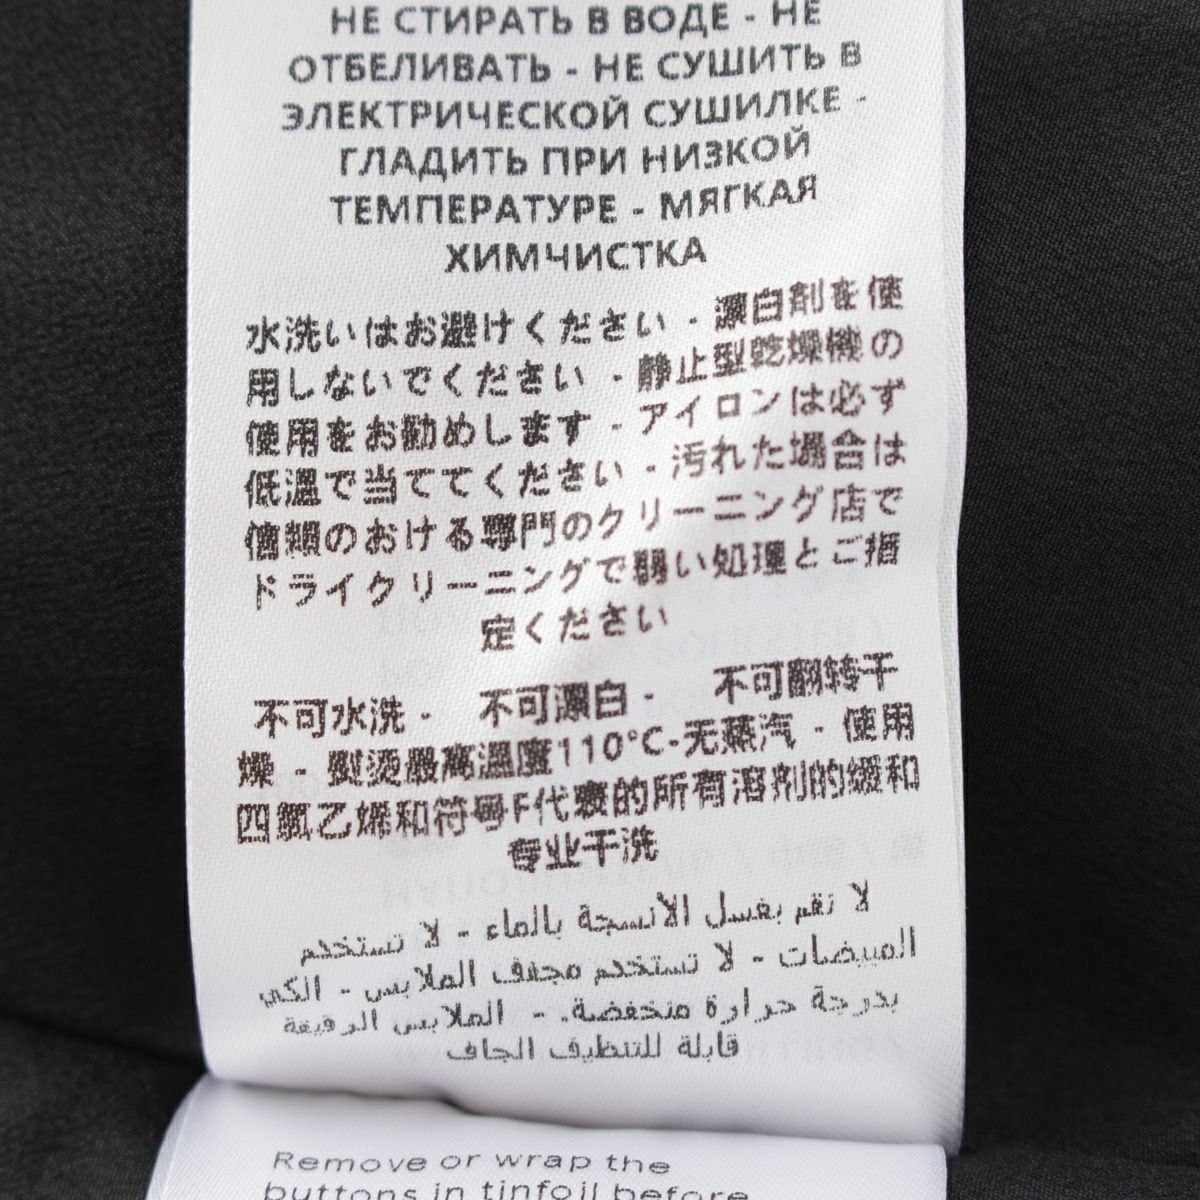 НЕ СТИРАТЬ В ВОДЕ - НЕ
ОТБЕЛИВАТЬ - НЕ СУШИТЬ В
ЭЛЕКТРИЧЕСКОЙ СУШИЛКЕ -
ГЛАДИТЬ ПРИ НИЗКОЙ
ТЕМПЕРАТУРЕ - МЯГКАЯ
ХИМЧИСТКА
水洗いはお避けください - 漂白剤を使
用しないでください - 静止型乾燥機の
使用をお勧めします - アイロンは必ず
低温で当ててください - 汚れた場合は
信頼のおける専門のクリーニング店で
ドライクリーニングで弱い処理とご指
定ください
不可水洗 - 不可漂白 - 不可翻转干
燥 - 熨烫最高温度110°C-无蒸汽 - 使用
四氯乙烯和符号F代表的所有溶剂的缓和
专业干洗
لا تقم بغسل الأنسجة بالماء - لا تستخدم
المبيضات - لا تستخدم مجفف الملابس - الكي
بدرجة حرارة منخفضة. - الملابس الرقيقة
قابلة للتنظيف الجاف
Remove or wrap the
buttons in tinfoil before